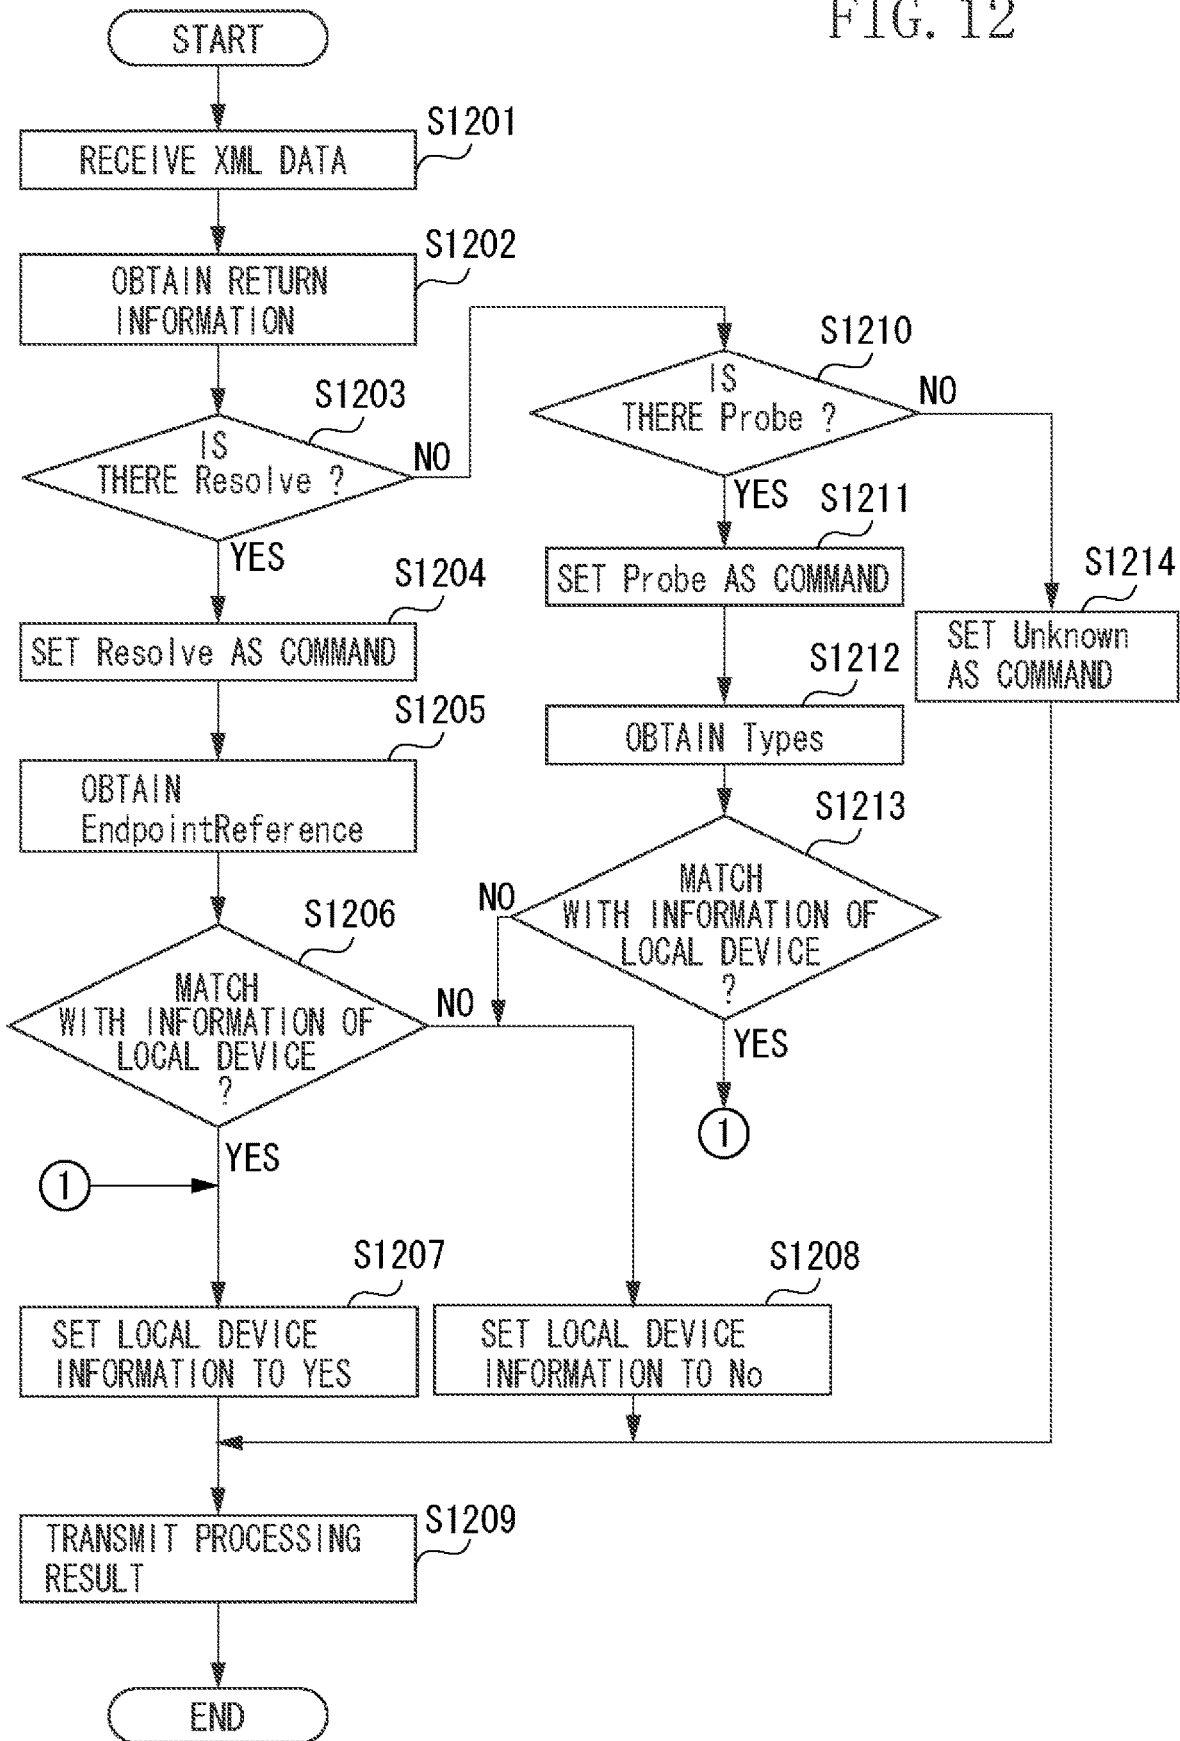 FIG. 12
START
S1201
RECEIVE XML DATA
S1202
OBTAIN RETURN
INFORMATION
S1203
IS
THERE Resolve ?
NO
YES
S1204
SET Resolve AS COMMAND
S1205
OBTAIN
EndpointReference
S1206
MATCH
WITH INFORMATION OF
LOCAL DEVICE
?
NO
YES
1
S1207
SET LOCAL DEVICE
INFORMATION TO YES
S1208
SET LOCAL DEVICE
INFORMATION TO No
S1209
TRANSMIT PROCESSING
RESULT
END
S1210
IS
THERE Probe ?
NO
YES
S1211
SET Probe AS COMMAND
S1212
OBTAIN Types
S1213
MATCH
WITH INFORMATION OF
LOCAL DEVICE
?
NO
YES
1
S1214
SET Unknown
AS COMMAND